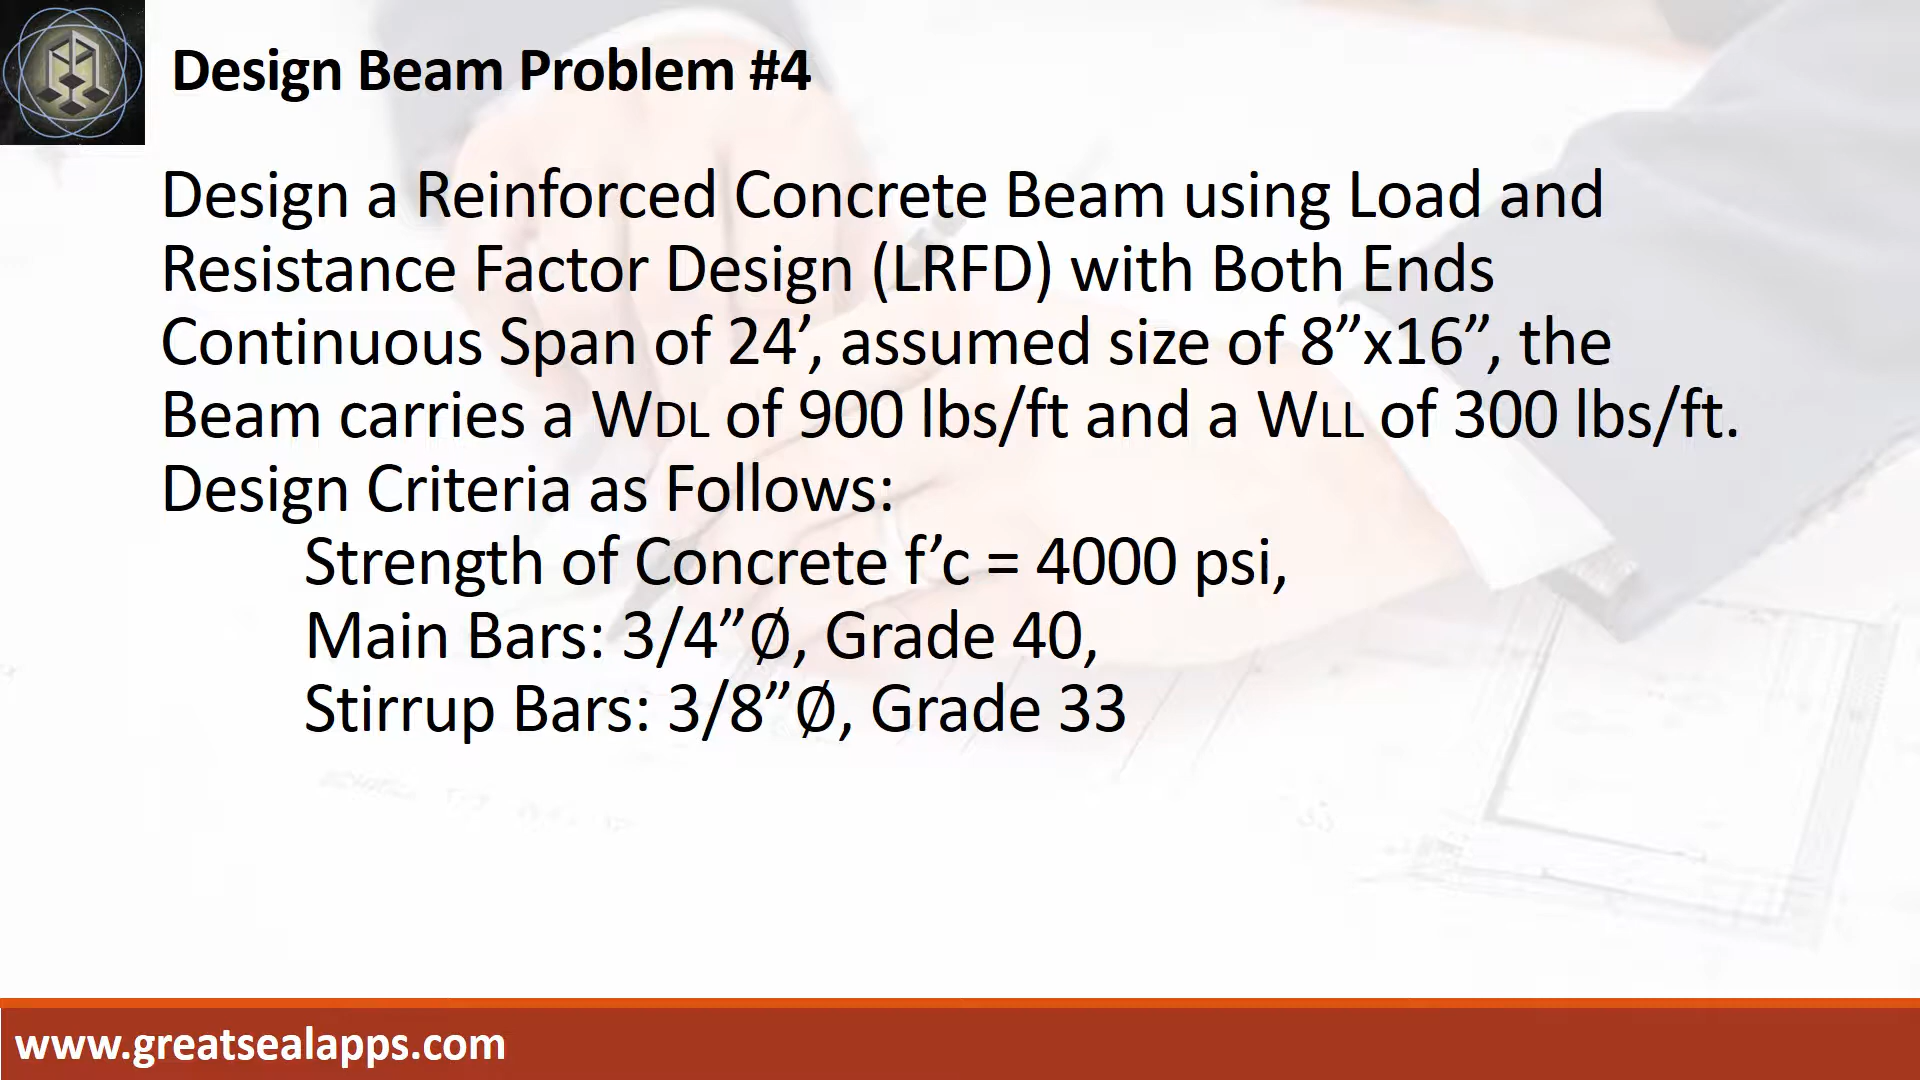 Design Beam Problem #4
Design a Reinforced Concrete Beam using Load and
Resistance Factor Design (LRFD) with Both Ends
Continuous Span of 24’, assumed size of 8”x16”, the
Beam carries a WDL of 900 lbs/ft and a WLL of 300 lbs/ft.
Design Criteria as Follows:
Strength of Concrete f’c = 4000 psi,
Main Bars: 3/4”Ø, Grade 40,
Stirrup Bars: 3/8”Ø, Grade 33
www.greatsealapps.com